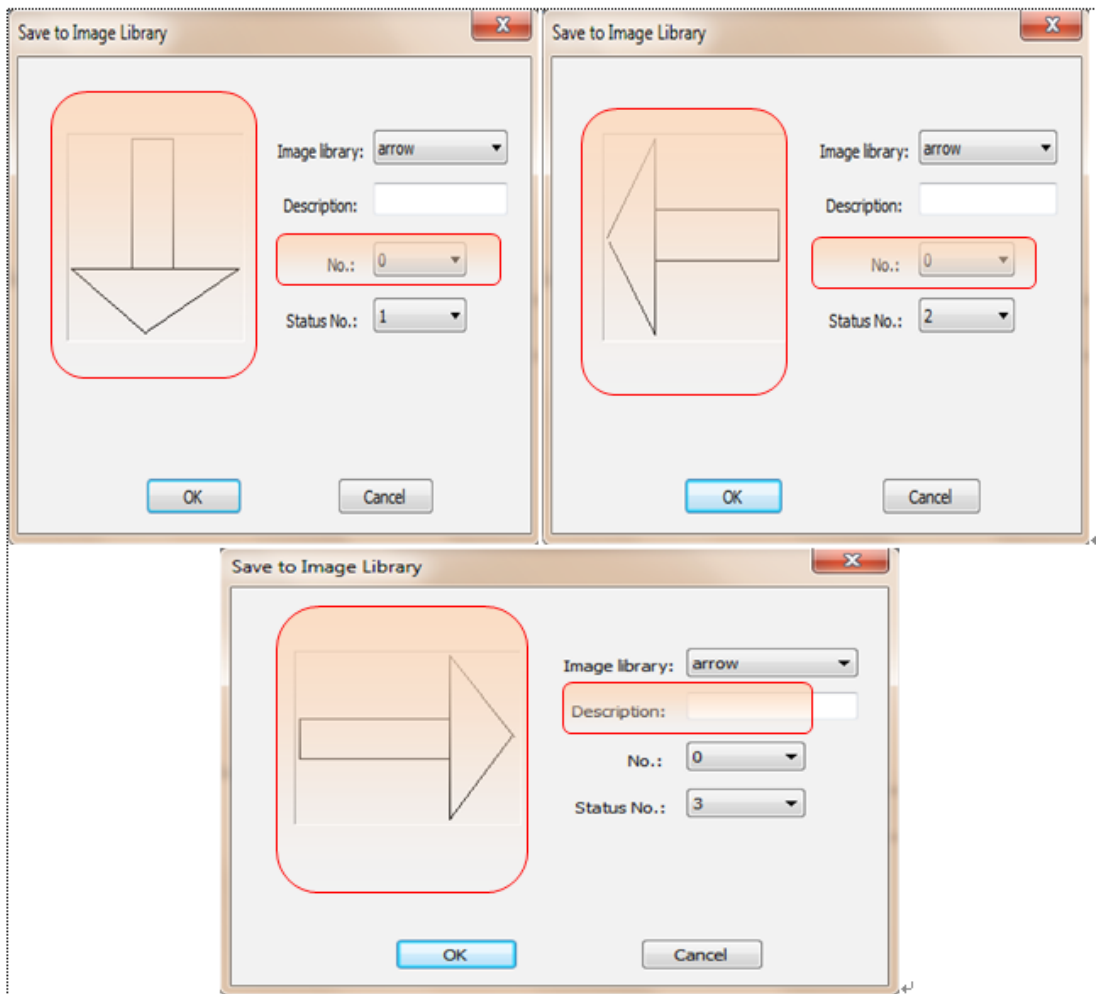 Save to Image Library
X
Image library: arrow
Description:
No.: 0
Status No.: 1
OK Cancel
Save to Image Library
X
Image library: arrow
Description:
No.: 0
Status No.: 2
OK Cancel
Save to Image Library
X
Image library: arrow
Description:
No.: 0
Status No.: 3
OK Cancel